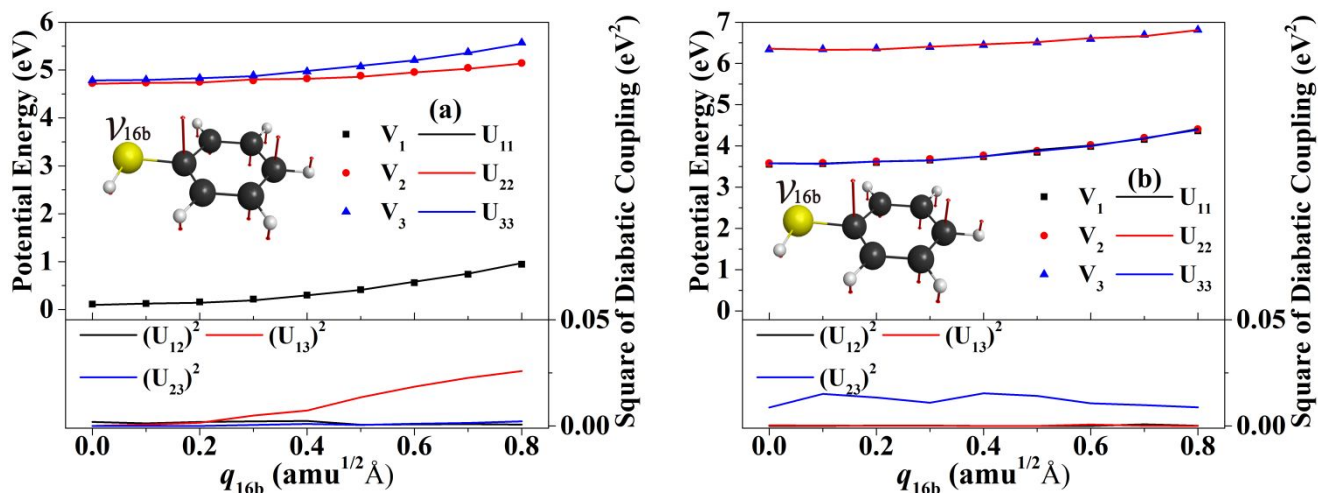 6
5
4
3
2
1
0
Potential Energy (eV)
(a)
ν16b
V1 U11
V2 U22
V3 U33
0.05
(U12)2 (U13)2
(U23)2
0.00
Square of Diabatic Coupling (eV2)
0.0 0.2 0.4 0.6 0.8
q16b (amu1/2Å)
7
6
5
4
3
2
1
0
Potential Energy (eV)
(b)
ν16b
V1 U11
V2 U22
V3 U33
0.05
(U12)2 (U13)2
(U23)2
0.00
Square of Diabatic Coupling (eV2)
0.0 0.2 0.4 0.6 0.8
q16b (amu1/2Å)